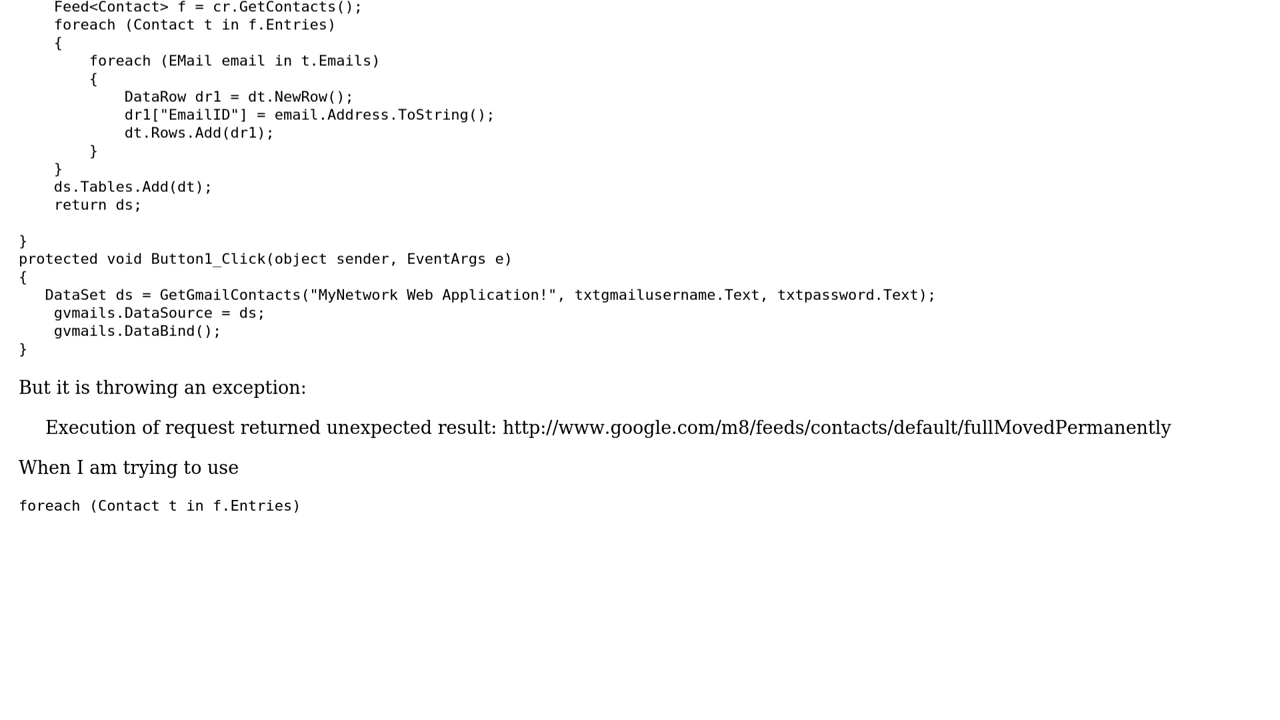 Feed<Contact> f = cr.GetContacts();
foreach (Contact t in f.Entries)
{
foreach (EMail email in t.Emails)
{
DataRow dr1 = dt.NewRow();
dr1["EmailID"] = email.Address.ToString();
dt.Rows.Add(dr1);
}
}
ds.Tables.Add(dt);
return ds;
}
protected void Button1_Click(object sender, EventArgs e)
{
DataSet ds = GetGmailContacts("MyNetwork Web Application!", txtgmailusername.Text, txtpassword.Text);
gvmails.DataSource = ds;
gvmails.DataBind();
}
But it is throwing an exception:
Execution of request returned unexpected result: http://www.google.com/m8/feeds/contacts/default/fullMovedPermanently
When I am trying to use
foreach (Contact t in f.Entries)